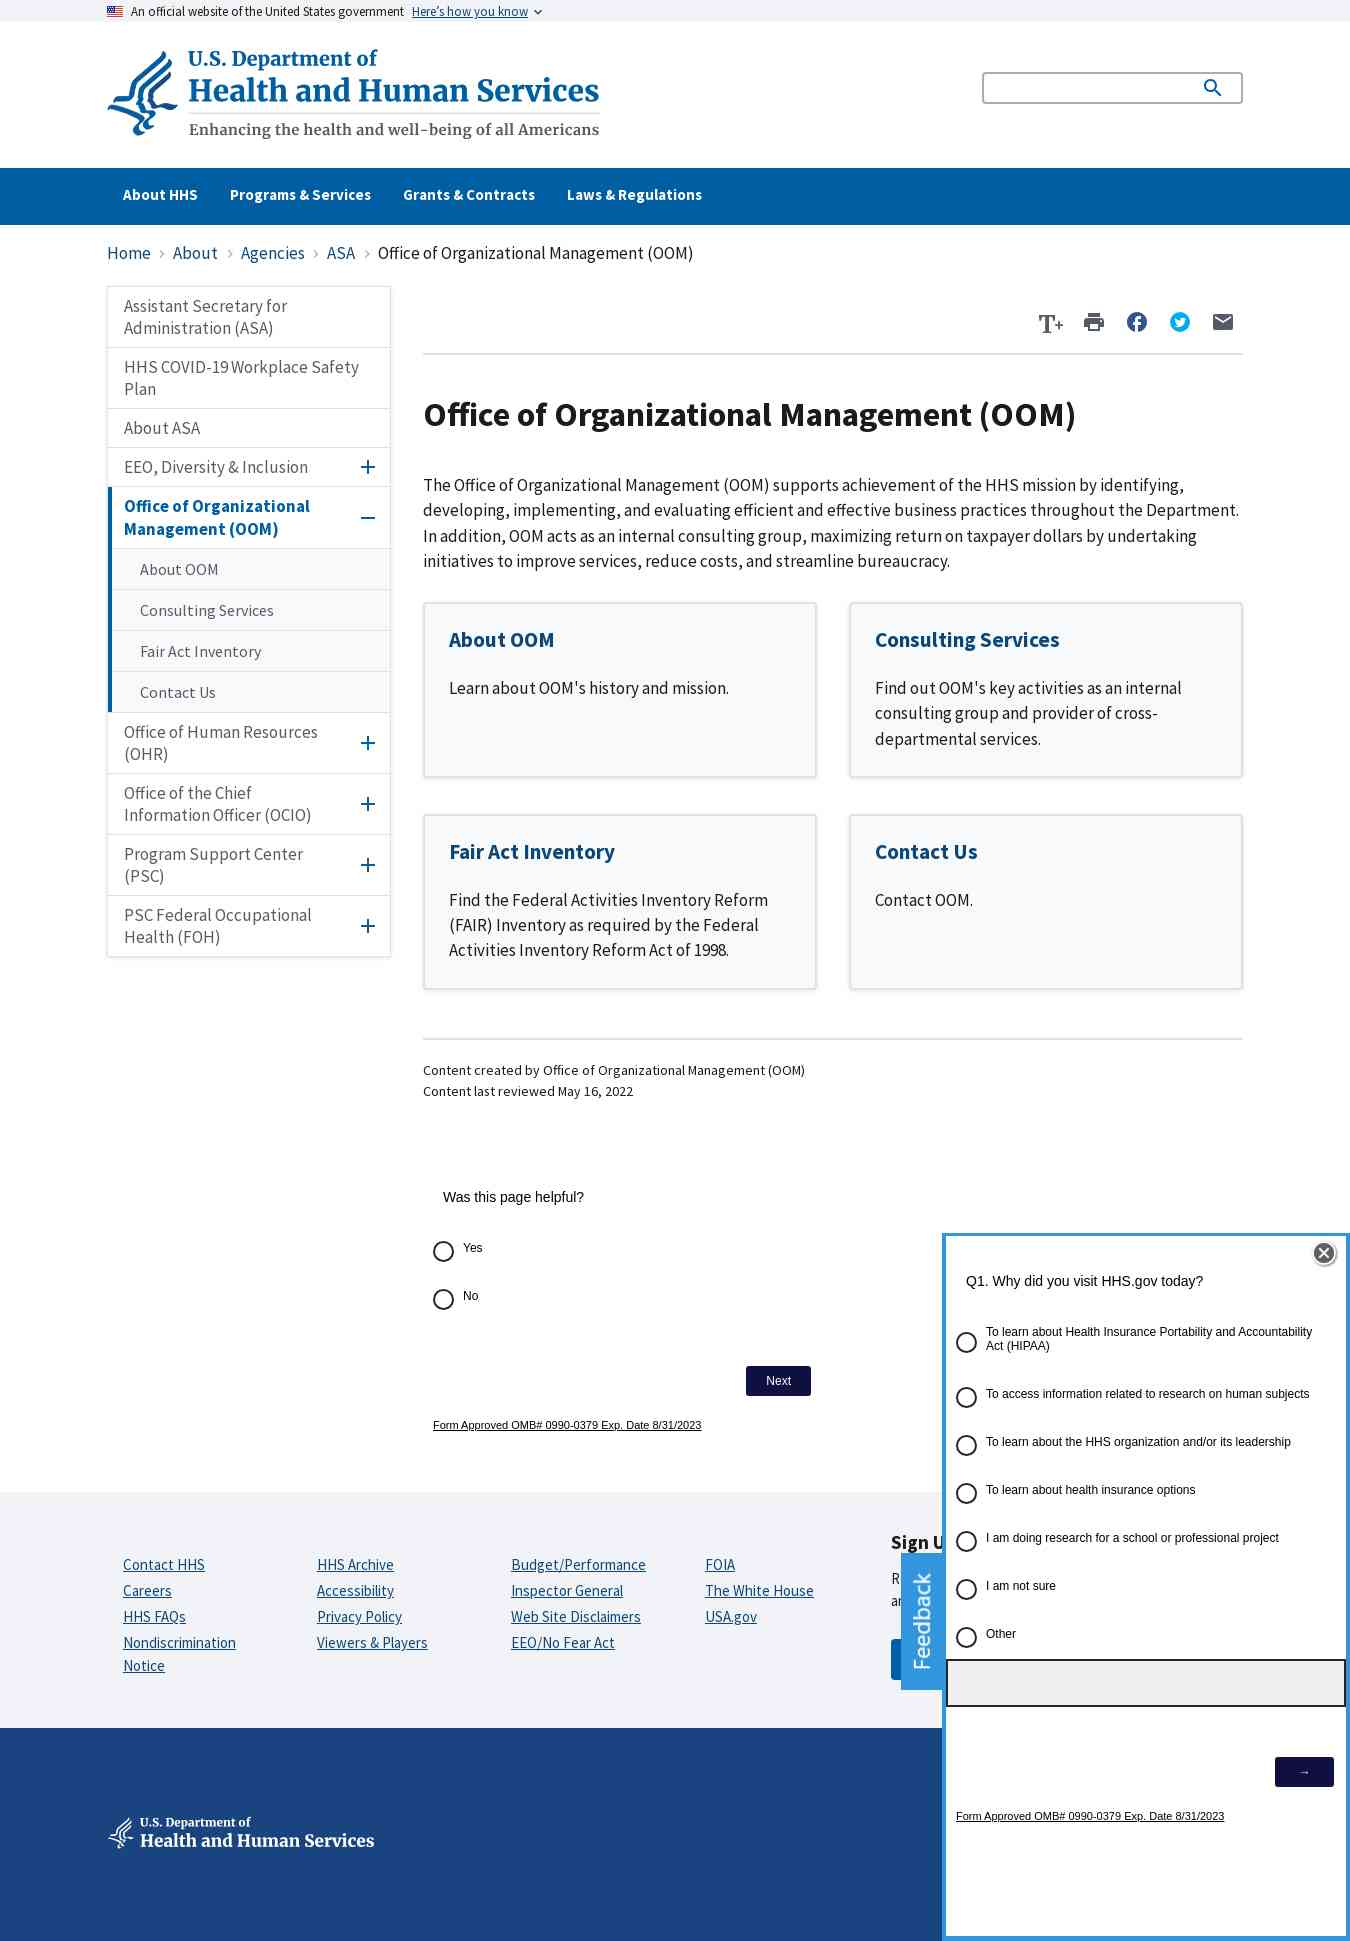 An official website of the United States government Here's how you know
U.S. Department of
Health and Human Services
Enhancing the health and well-being of all Americans
About HHS
Programs & Services
Grants & Contracts
Laws & Regulations
Home › About › Agencies › ASA › Office of Organizational Management (OOM)
Assistant Secretary for
Administration (ASA)
HHS COVID-19 Workplace Safety
Plan
About ASA
EEO, Diversity & Inclusion
Office of Organizational
Management (OOM)
About OOM
Consulting Services
Fair Act Inventory
Contact Us
Office of Human Resources
(OHR)
Office of the Chief
Information Officer (OCIO)
Program Support Center
(PSC)
PSC Federal Occupational
Health (FOH)
T+
Office of Organizational Management (OOM)
The Office of Organizational Management (OOM) supports achievement of the HHS mission by identifying,
developing, implementing, and evaluating efficient and effective business practices throughout the Department.
In addition, OOM acts as an internal consulting group, maximizing return on taxpayer dollars by undertaking
initiatives to improve services, reduce costs, and streamline bureaucracy.
About OOM
Learn about OOM's history and mission.
Consulting Services
Find out OOM's key activities as an internal
consulting group and provider of cross-
departmental services.
Fair Act Inventory
Find the Federal Activities Inventory Reform
(FAIR) Inventory as required by the Federal
Activities Inventory Reform Act of 1998.
Contact Us
Contact OOM.
Content created by Office of Organizational Management (OOM)
Content last reviewed May 16, 2022
Was this page helpful?
Yes
No
Next
Form Approved OMB# 0990-0379 Exp. Date 8/31/2023
Q1. Why did you visit HHS.gov today?
To learn about Health Insurance Portability and Accountability
Act (HIPAA)
To access information related to research on human subjects
To learn about the HHS organization and/or its leadership
To learn about health insurance options
I am doing research for a school or professional project
I am not sure
Other
→
Form Approved OMB# 0990-0379 Exp. Date 8/31/2023
Feedback
Contact HHS
Careers
HHS FAQs
Nondiscrimination
Notice
HHS Archive
Accessibility
Privacy Policy
Viewers & Players
Budget/Performance
Inspector General
Web Site Disclaimers
EEO/No Fear Act
FOIA
The White House
USA.gov
Sign
U.S. Department of
Health and Human Services